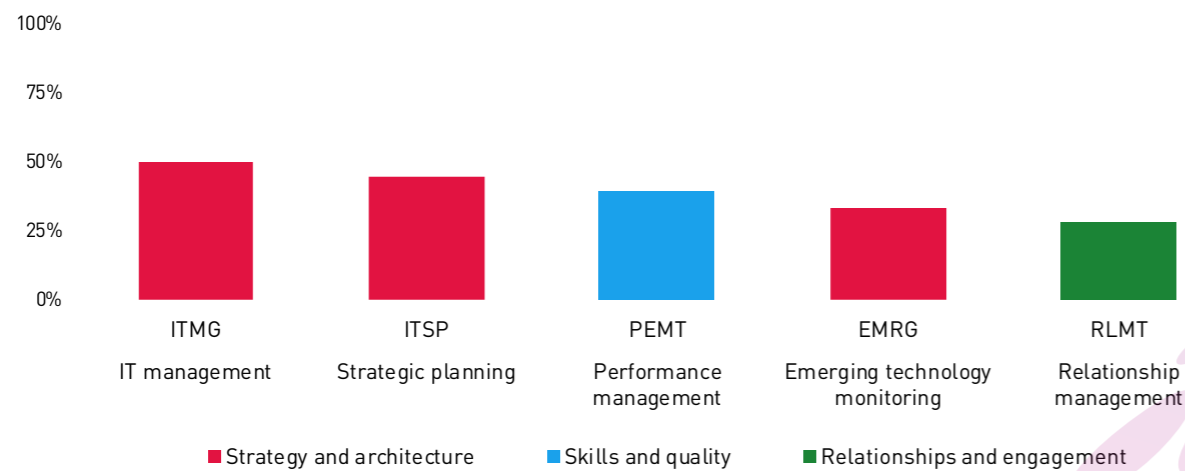 100%
75%
50%
25%
0%
ITMG ITSP PEMT EMRG RLMT
IT management Strategic planning Performance Emerging technology Relationship
management monitoring management
Strategy and architecture Skills and quality Relationships and engagement